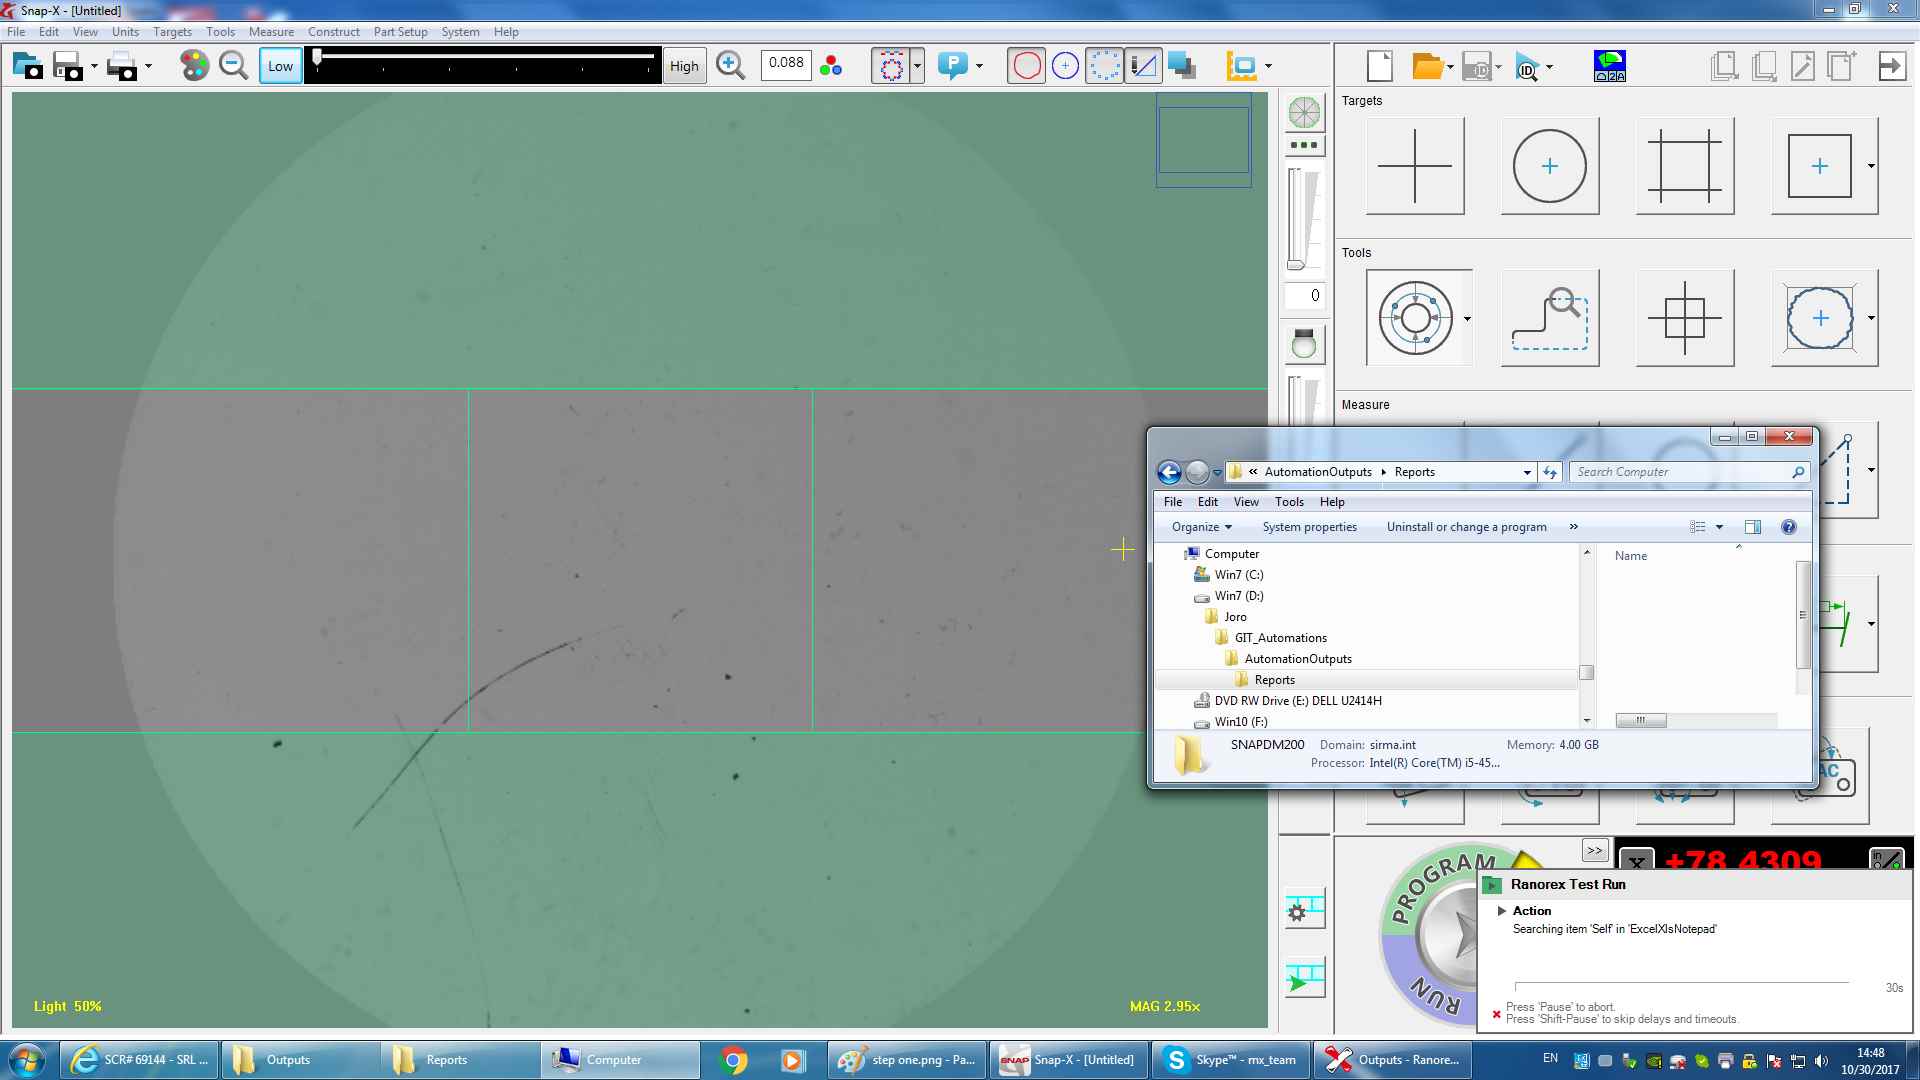 Snap-X - [Untitled]
File Edit View Units Targets Tools Measure Construct Part Setup System Help
Low High 0.088 P ID ID
Targets
Tools
0
Measure
AC
Light 50%
MAG 2.95x
« AutomationOutputs Reports Search Computer
File Edit View Tools Help
Organize System properties Uninstall or change a program »
Computer
Win7 (C:)
Win7 (D:)
Joro
GIT_Automations
AutomationOutputs
Reports
DVD RW Drive (E:) DELL U2414H
Win10 (F:)
Name
SNAPDM200 Domain: sirma.int Memory: 4.00 GB
Processor: Intel(R) Core(TM) i5-45...
PROGRAM
RUN
>>
X +78.4309 in
Ranorex Test Run
Action
Searching item 'Self' in 'ExcelXlsNotepad'
30s
Press 'Pause' to abort.
Press 'Shift-Pause' to skip delays and timeouts.
SCR# 69144 - SRL ... Outputs Reports Computer step one.png - Pa... SNAP Snap-X - [Untitled] Skype™ - mx_team Outputs - Ranore... EN 14:48
10/30/2017